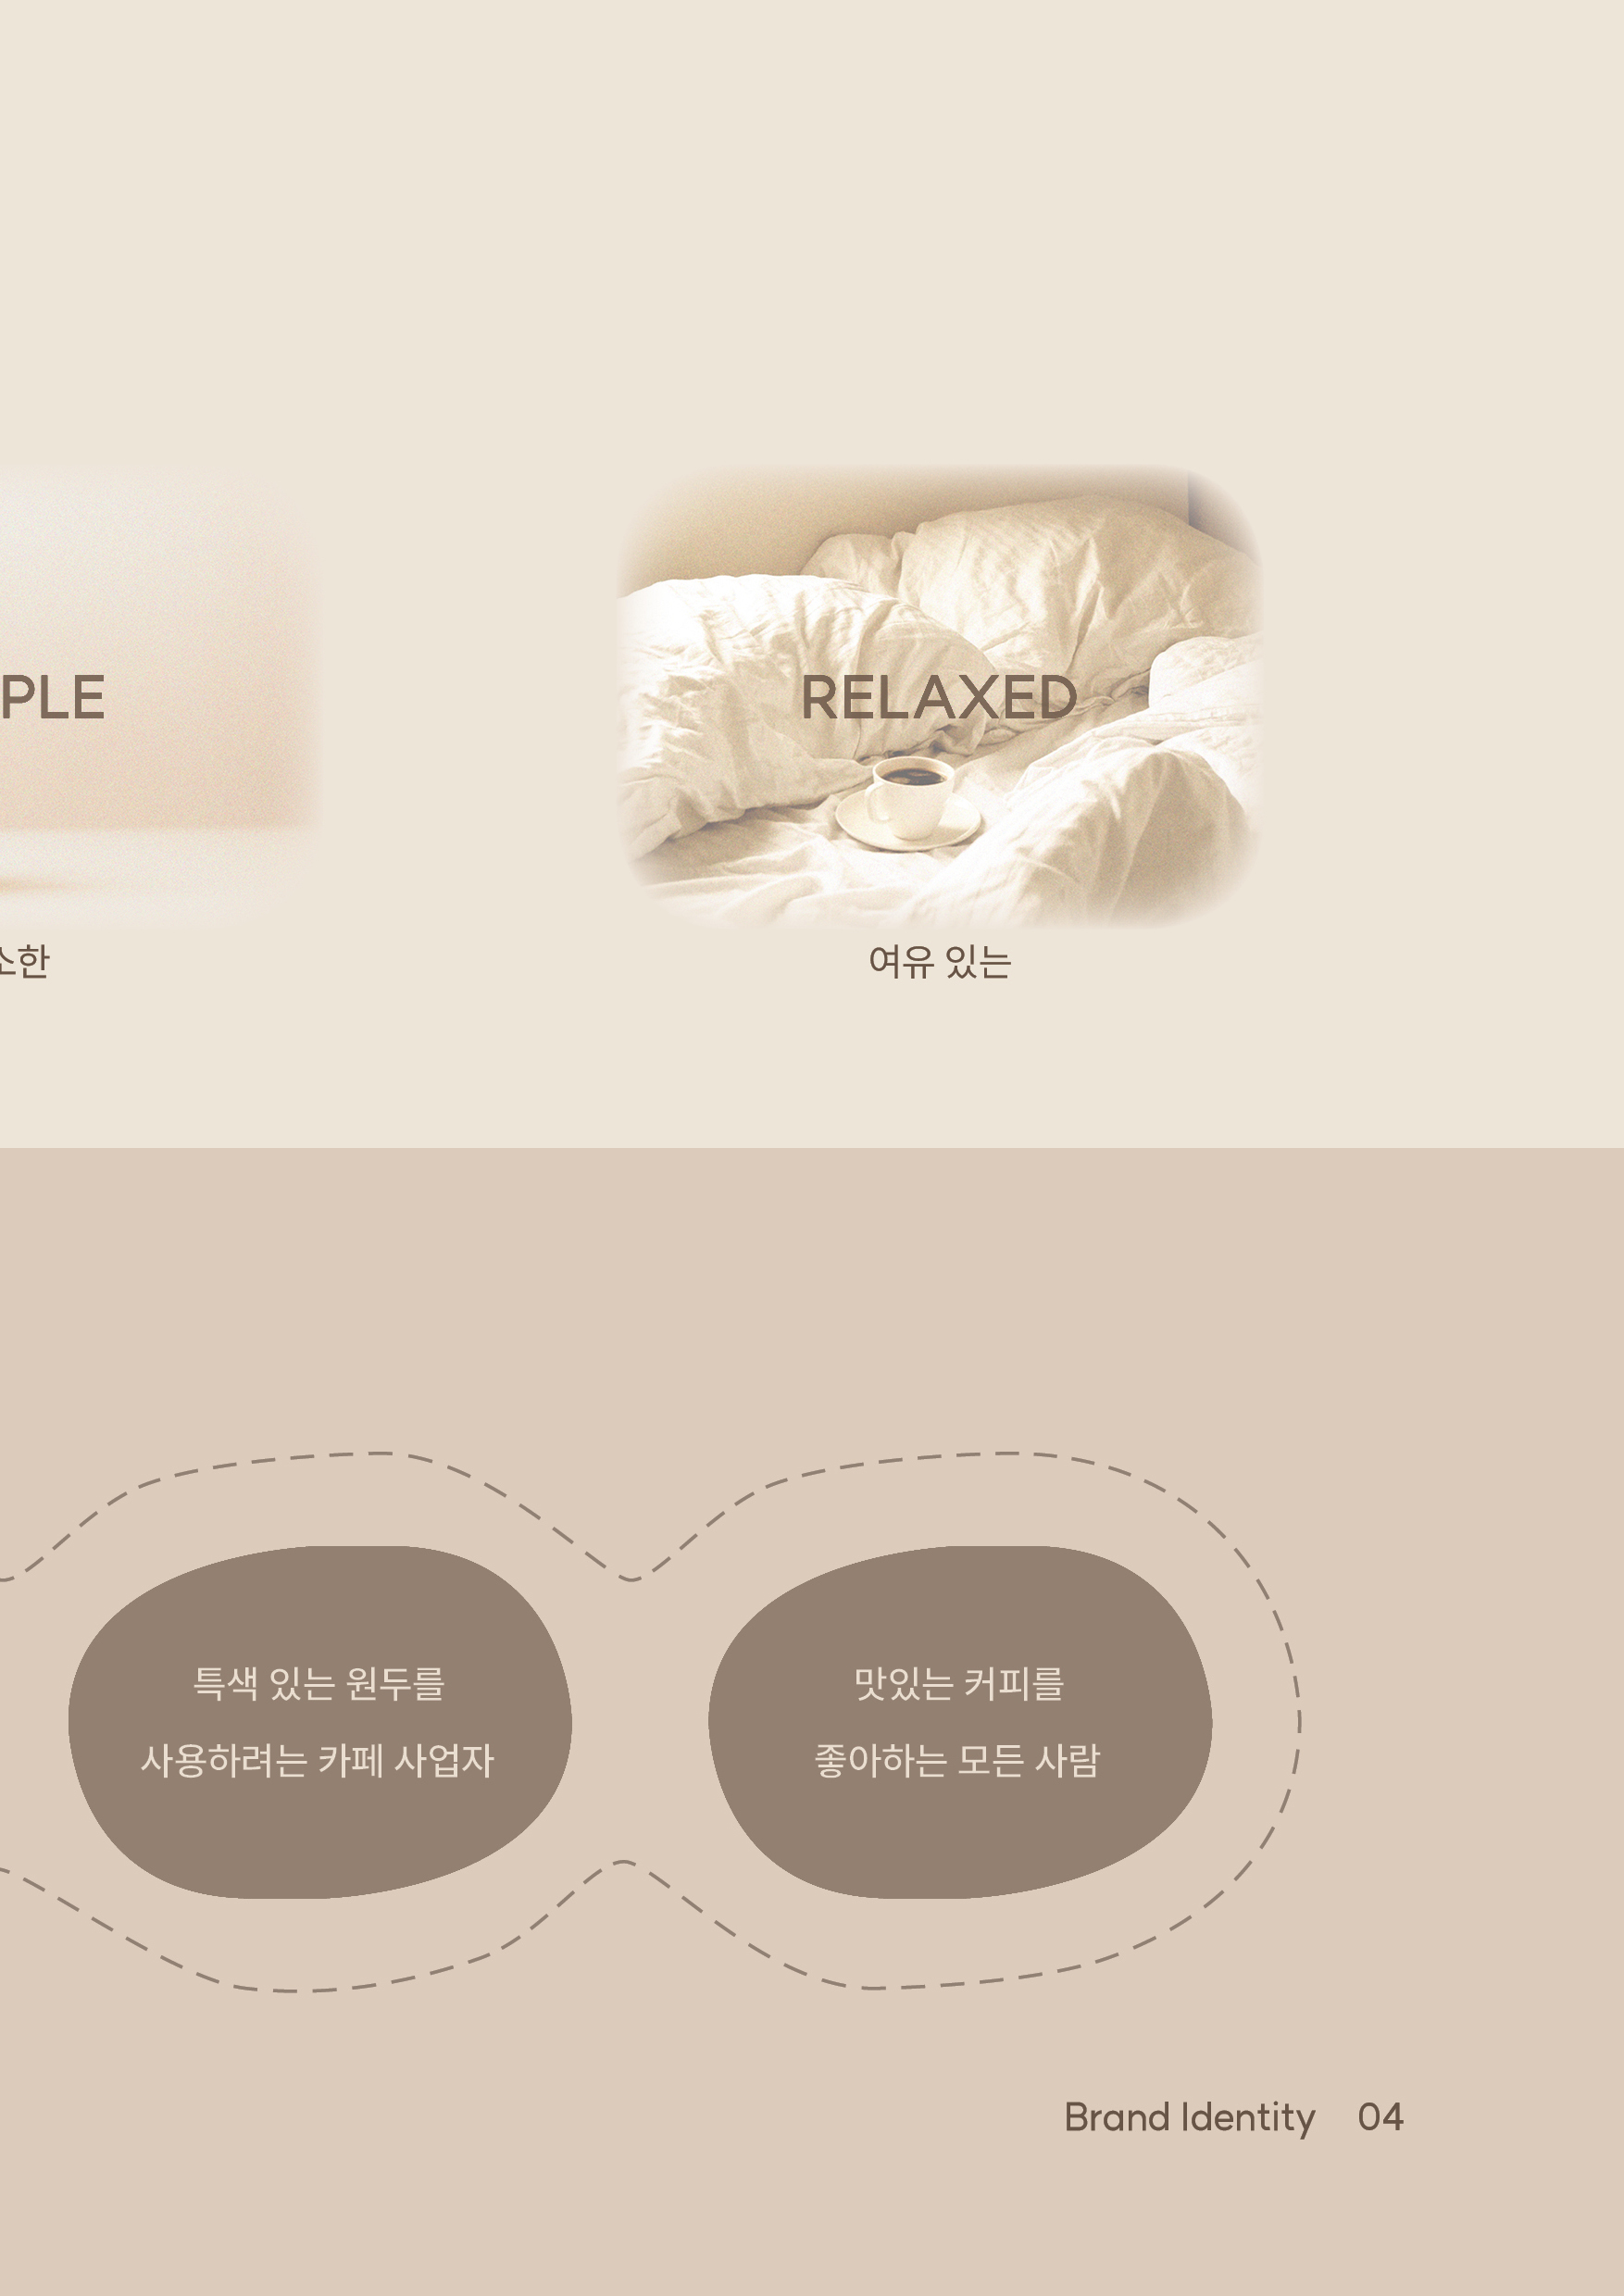 PLE
RELAXED
소한
여유 있는
특색 있는 원두를
사용하려는 카페 사업자
맛있는 커피를
좋아하는 모든 사람
Brand Identity 04